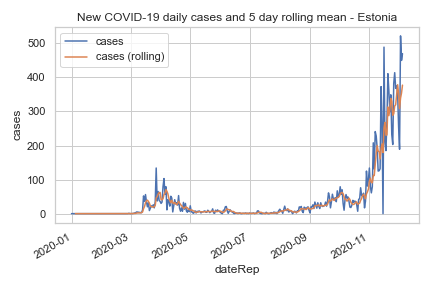 New COVID-19 daily cases and 5 day rolling mean - Estonia
cases
cases (rolling)
500
400
300
200
100
0
cases
2020-01
2020-03
2020-05
2020-07
2020-09
2020-11
dateRep